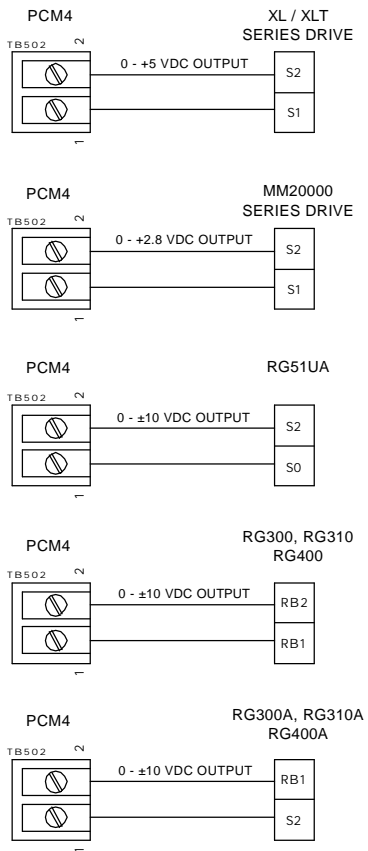 PCM4
XL / XLT
SERIES DRIVE
TB502
2
0 - +5 VDC OUTPUT
S2
S1
1
PCM4
MM20000
SERIES DRIVE
TB502
2
0 - +2.8 VDC OUTPUT
S2
S1
1
PCM4
RG51UA
TB502
2
0 - ±10 VDC OUTPUT
S2
S0
1
PCM4
RG300, RG310
RG400
TB502
2
0 - ±10 VDC OUTPUT
RB2
RB1
1
PCM4
RG300A, RG310A
RG400A
TB502
2
0 - ±10 VDC OUTPUT
RB1
S2
1